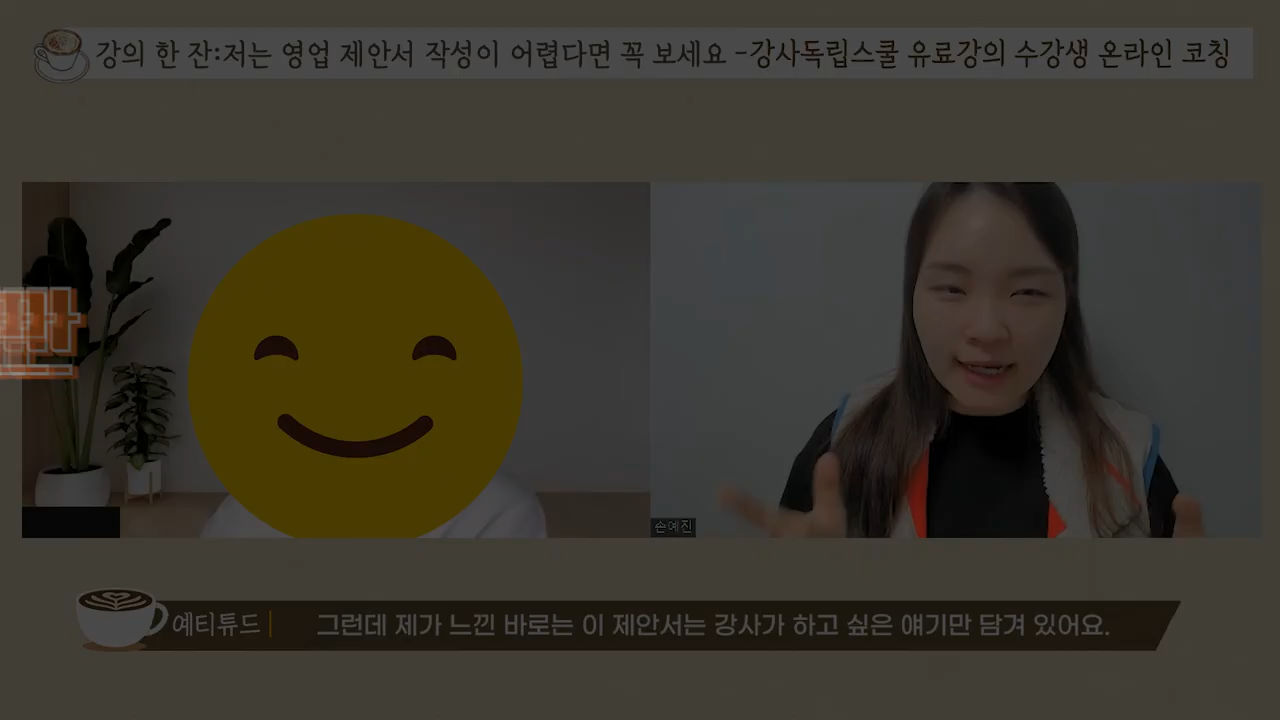 강의 한 잔:저는 영업 제안서 작성이 어렵다면 꼭 보세요 -강사독립스쿨 유료강의 수강생 온라인 코칭
손예진
예티튜드
그런데 제가 느낀 바로는 이 제안서는 강사가 하고 싶은 얘기만 담겨 있어요.